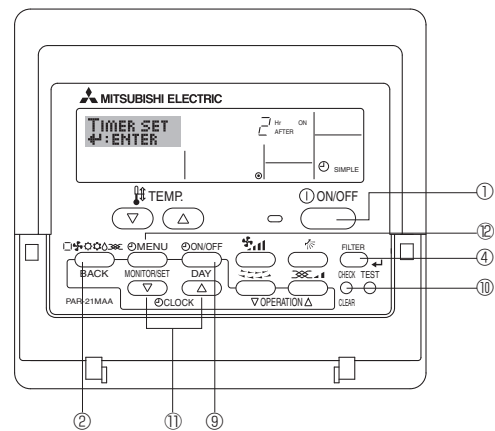 MITSUBISHI ELECTRIC
TIMER SET
:ENTER
2 Hr ON
AFTER
SIMPLE
TEMP.
ON/OFF
①
⑫
MENU
ON/OFF
FILTER
④
BACK
MONITOR/SET
DAY
CHECK TEST
PAR-21MAA
CLOCK
▽ OPERATION △
CLEAR
⑩
② ⑪ ⑨